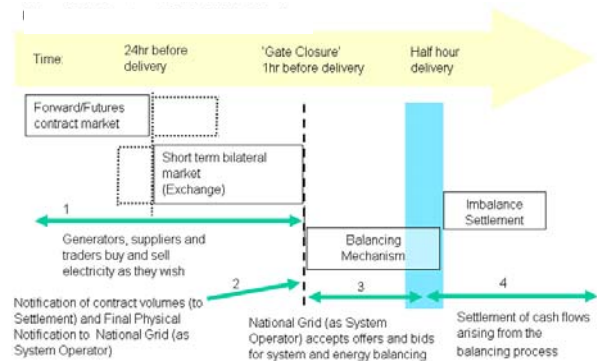 Time:
24hr before
delivery
'Gate Closure'
1hr before delivery
Half hour
delivery
Forward/Futures
contract market
Short term bilateral
market
(Exchange)
Imbalance
Settlement
1
Generators, suppliers and
traders buy and sell
electricity as they wish
Balancing
Mechanism
2
3
4
Notification of contract volumes (to
Settlement) and Final Physical
Notification to National Grid (as
System Operator)
National Grid (as System
Operator) accepts offers and bids
for system and energy balancing
Settlement of cash flows
arising from the
balancing process